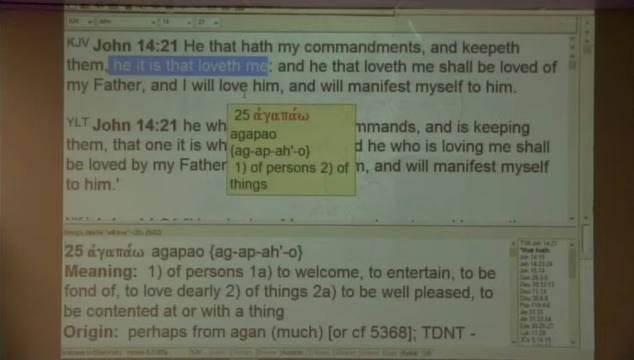 KJV John 14:21 He that hath my commandments, and keepeth
them, he it is that loveth me: and he that loveth me shall be loved of
my Father, and I will love him, and will manifest myself to him.
25 ἀγαπάω
agapao
{ag-ap-ah'-o}
1) of persons 2) of
things
YLT John 14:21 he wh mmands, and is keeping
them, that one it is wh d he who is loving me shall
be loved by my Father m, and will manifest myself
to him.'
25 ἀγαπάω agapao {ag-ap-ah'-o}
Meaning: 1) of persons 1a) to welcome, to entertain, to be
fond of, to love dearly 2) of things 2a) to be well pleased, to
be contented at or with a thing
Origin: perhaps from agan (much) [or cf 5368]; TDNT -